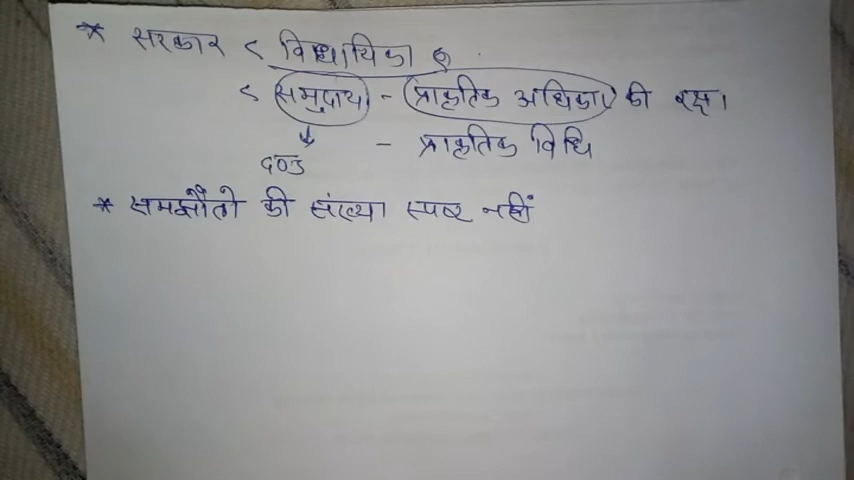 * सरकार < विधायिका
< समुदाय - प्राकृतिक अधिकार की रक्षा
↓ - प्राकृतिक विधि
दण्ड
* समझौतो की संख्या स्पष्ट नहीं